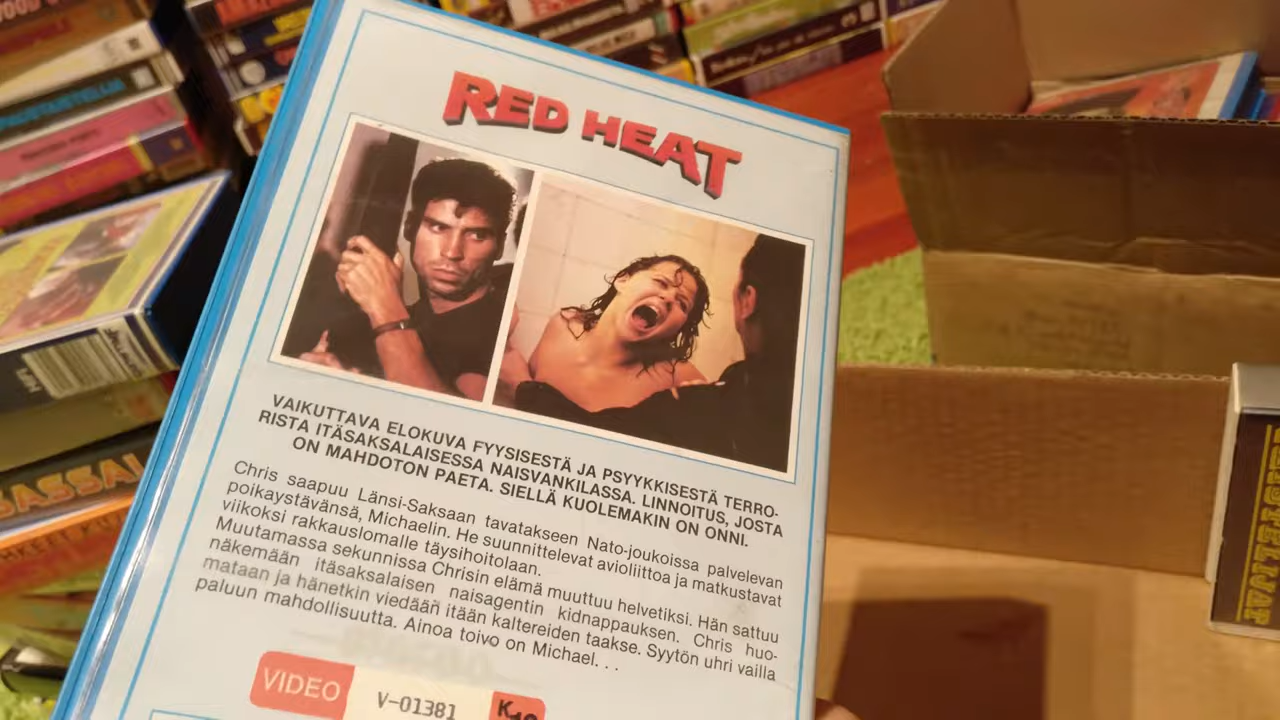 RED HEAT
VAIKUTTAVA ELOKUVA FYYSISESTÄ JA PSYYKKISESTÄ TERRO-
RISTA ITÄSAKSALAISESSA NAISVANKILASSA. LINNOITUS, JOSTA
ON MAHDOTON PAETA. SIELLÄ KUOLEMAKIN ON ONNI.
Chris saapuu Länsi-Saksaan tavatakseen Nato-joukoissa palvelevan
poikaystävänsä, Michaelin. He suunnittelevat avioliittoa ja matkustavat
viikoksi rakkauslomalle täysihoitolaan.
Muutamassa sekunnissa Chrisin elämä muuttuu helvetiksi. Hän sattuu
näkemään itäsaksalaisen naisagentin kidnappauksen. Chris huo-
mataan ja hänetkin viedään itään kaltereiden taakse. Syytön uhri vailla
paluun mahdollisuutta. Ainoa toivo on Michael. . .
VIDEO
V-01381